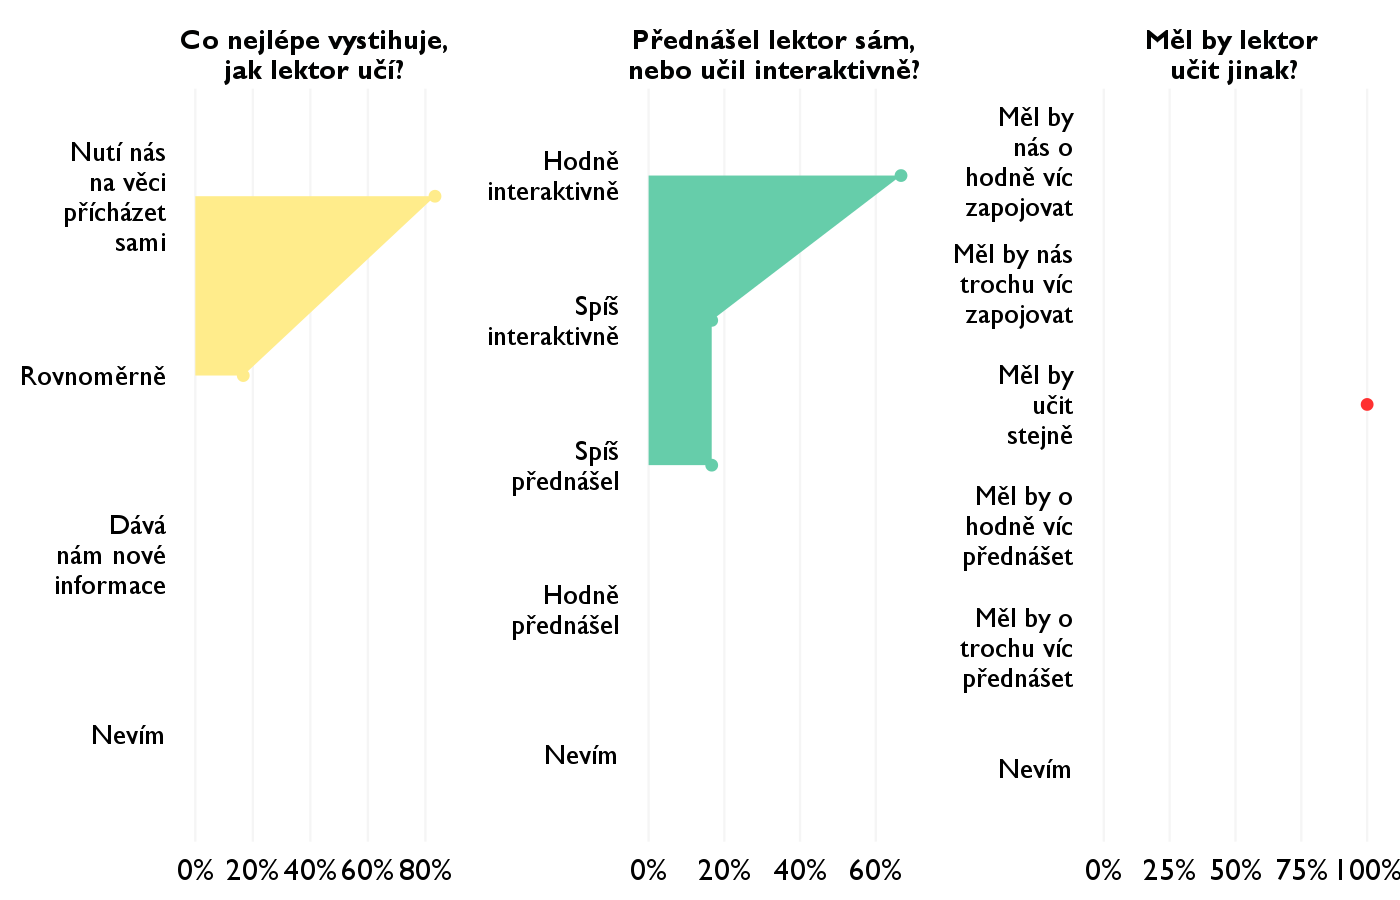 Co nejlépe vystihuje,
jak lektor učí?
Nutí nás
na věci
přícházet
sami
Rovnoměrně
Dává
nám nové
informace
Nevím
0% 20% 40% 60% 80%
Přednášel lektor sám,
nebo učil interaktivně?
Hodně
interaktivně
Spíš
interaktivně
Spíš
přednášel
Hodně
přednášel
Nevím
0% 20% 40% 60%
Měl by lektor
učit jinak?
Měl by
nás o
hodně víc
zapojovat
Měl by nás
trochu víc
zapojovat
Měl by
učit
stejně
Měl by o
hodně víc
přednášet
Měl by o
trochu víc
přednášet
Nevím
0% 25% 50% 75% 100%